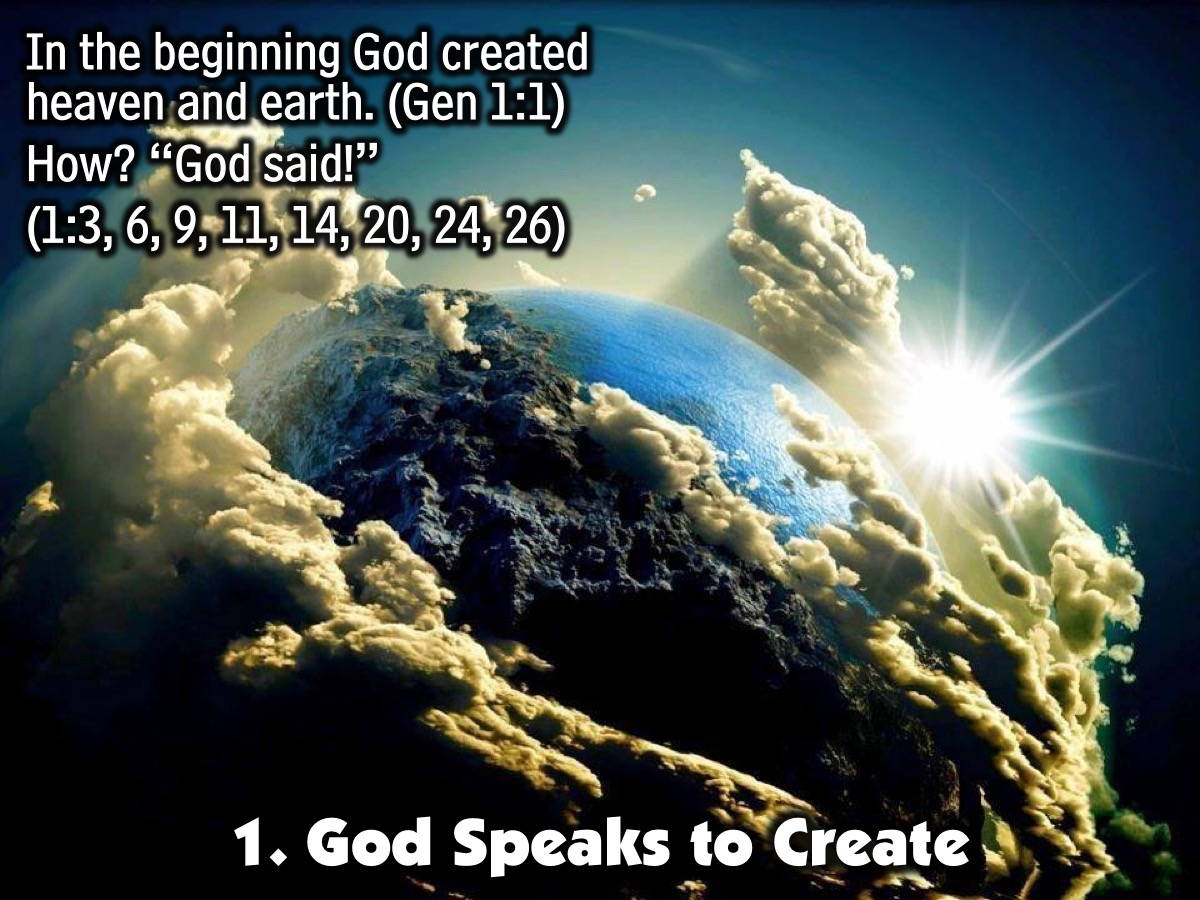 In the beginning God created
heaven and earth. (Gen 1:1)
How? “God said!”
(1:3, 6, 9, 11, 14, 20, 24, 26)
1. God Speaks to Create